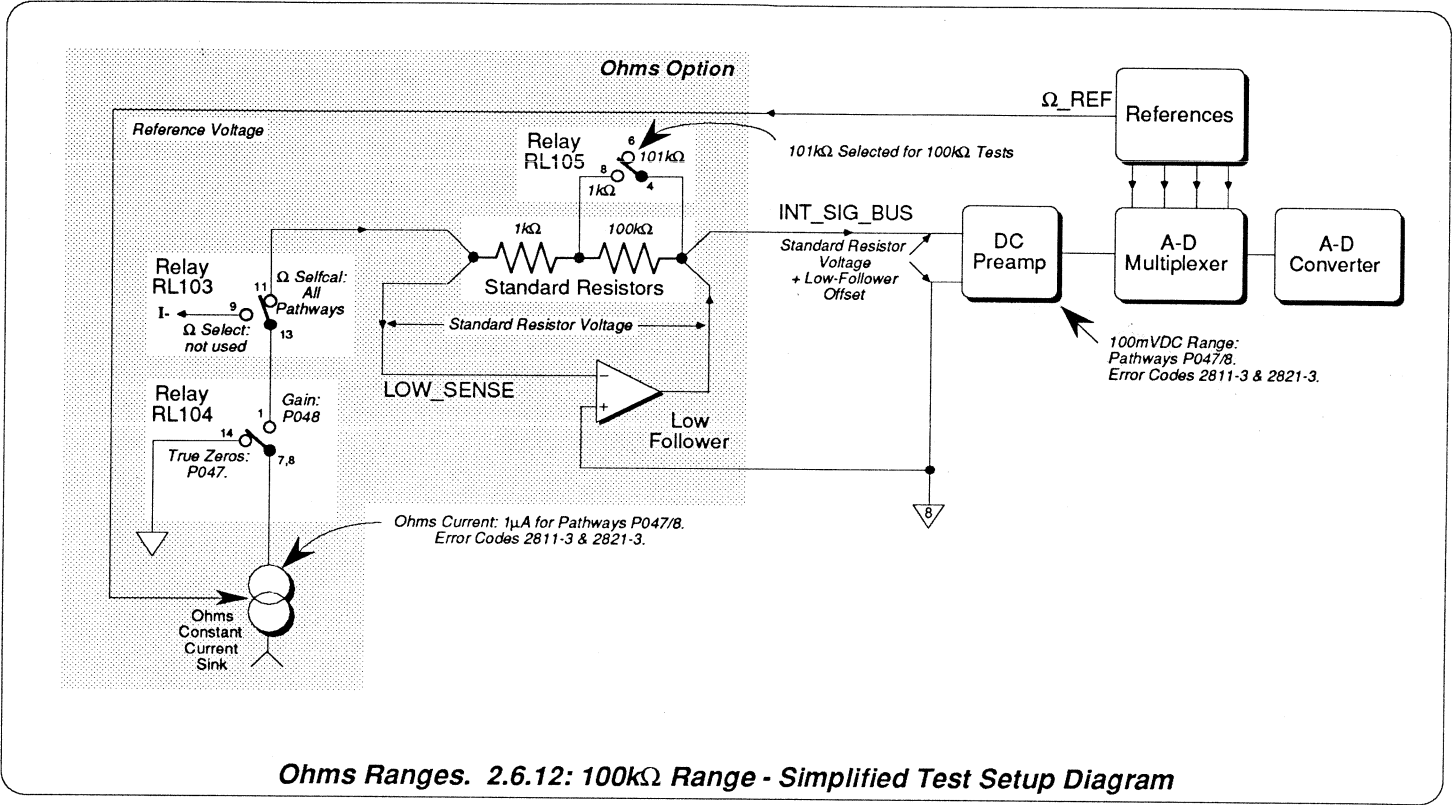 Ohms Option
Ω_REF
References
Reference Voltage
Relay
RL105
6
101kΩ
8
1kΩ
4
101kΩ Selected for 100kΩ Tests
INT_SIG_BUS
1kΩ
100kΩ
Standard Resistors
Standard Resistor
Voltage
+ Low-Follower
Offset
DC
Preamp
A-D
Multiplexer
A-D
Converter
Relay
RL103
11
Ω Selfcal:
All
Pathways
I-
9
13
Ω Select:
not used
Standard Resistor Voltage
100mVDC Range:
Pathways P047/8.
Error Codes 2811-3 & 2821-3.
LOW_SENSE
−
+
Low
Follower
Relay
RL104
1
Gain:
P048
14
7,8
True Zeros:
P047.
8
Ohms Current: 1µA for Pathways P047/8.
Error Codes 2811-3 & 2821-3.
Ohms
Constant
Current
Sink
Ohms Ranges. 2.6.12: 100kΩ Range - Simplified Test Setup Diagram